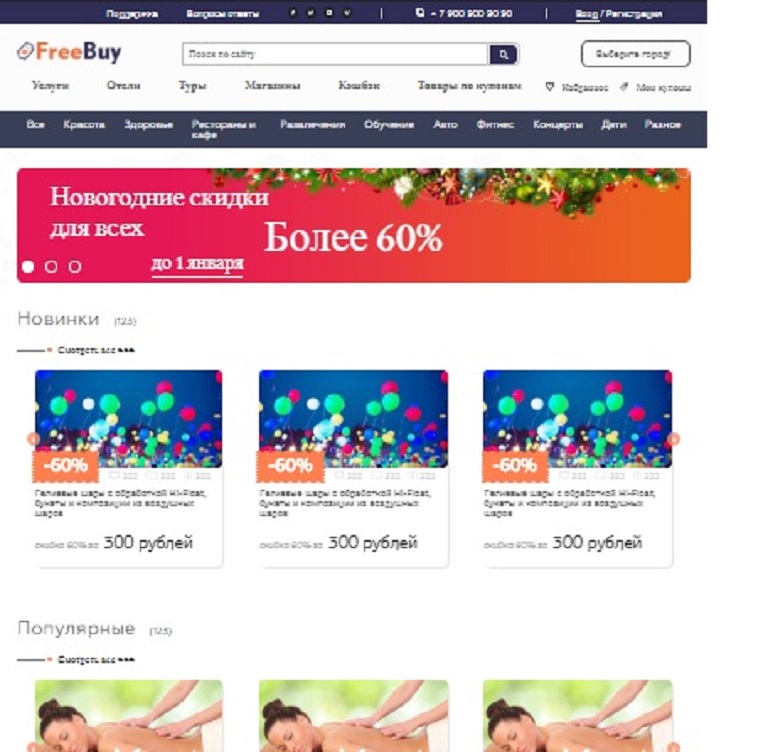 Поддержка Вопросы ответы + 7 900 900 90 90 Вход / Регистрация
FreeBuy Поиск по сайту Выберите город
Услуги Отели Туры Магазины Кэшбэк Товары по купонам Избранное Мои купоны
Все Красота Здоровье Рестораны и Развлечения Обучение Авто Фитнес Концерты Дети Разное
кафе
Новогодние скидки
для всех
Более 60%
до 1 января
Новинки (123)
Смотреть все
-60% -60% -60%
222 222 222 222 222 222 222 222 222
Гелиевые шары с обработкой Hi-Float, Гелиевые шары с обработкой Hi-Float, Гелиевые шары с обработкой Hi-Float,
букеты и композиции из воздушных букеты и композиции из воздушных букеты и композиции из воздушных
шаров шаров шаров
скидка 60% за 300 рублей скидка 60% за 300 рублей скидка 60% за 300 рублей
Популярные (123)
Смотреть все